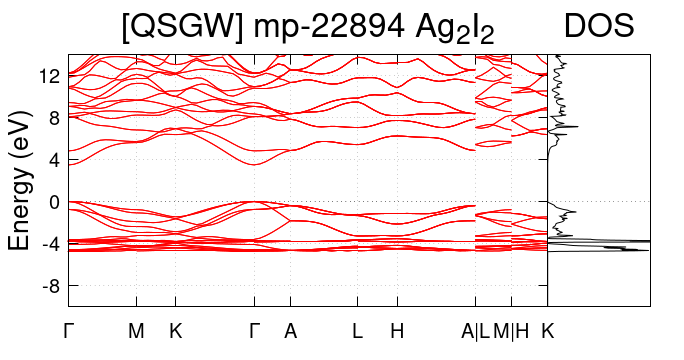 [QSGW] mp-22894 Ag2I2 DOS
Energy (eV)
12
8
4
0
-4
-8
Γ M K Γ A L H A|L M|H K